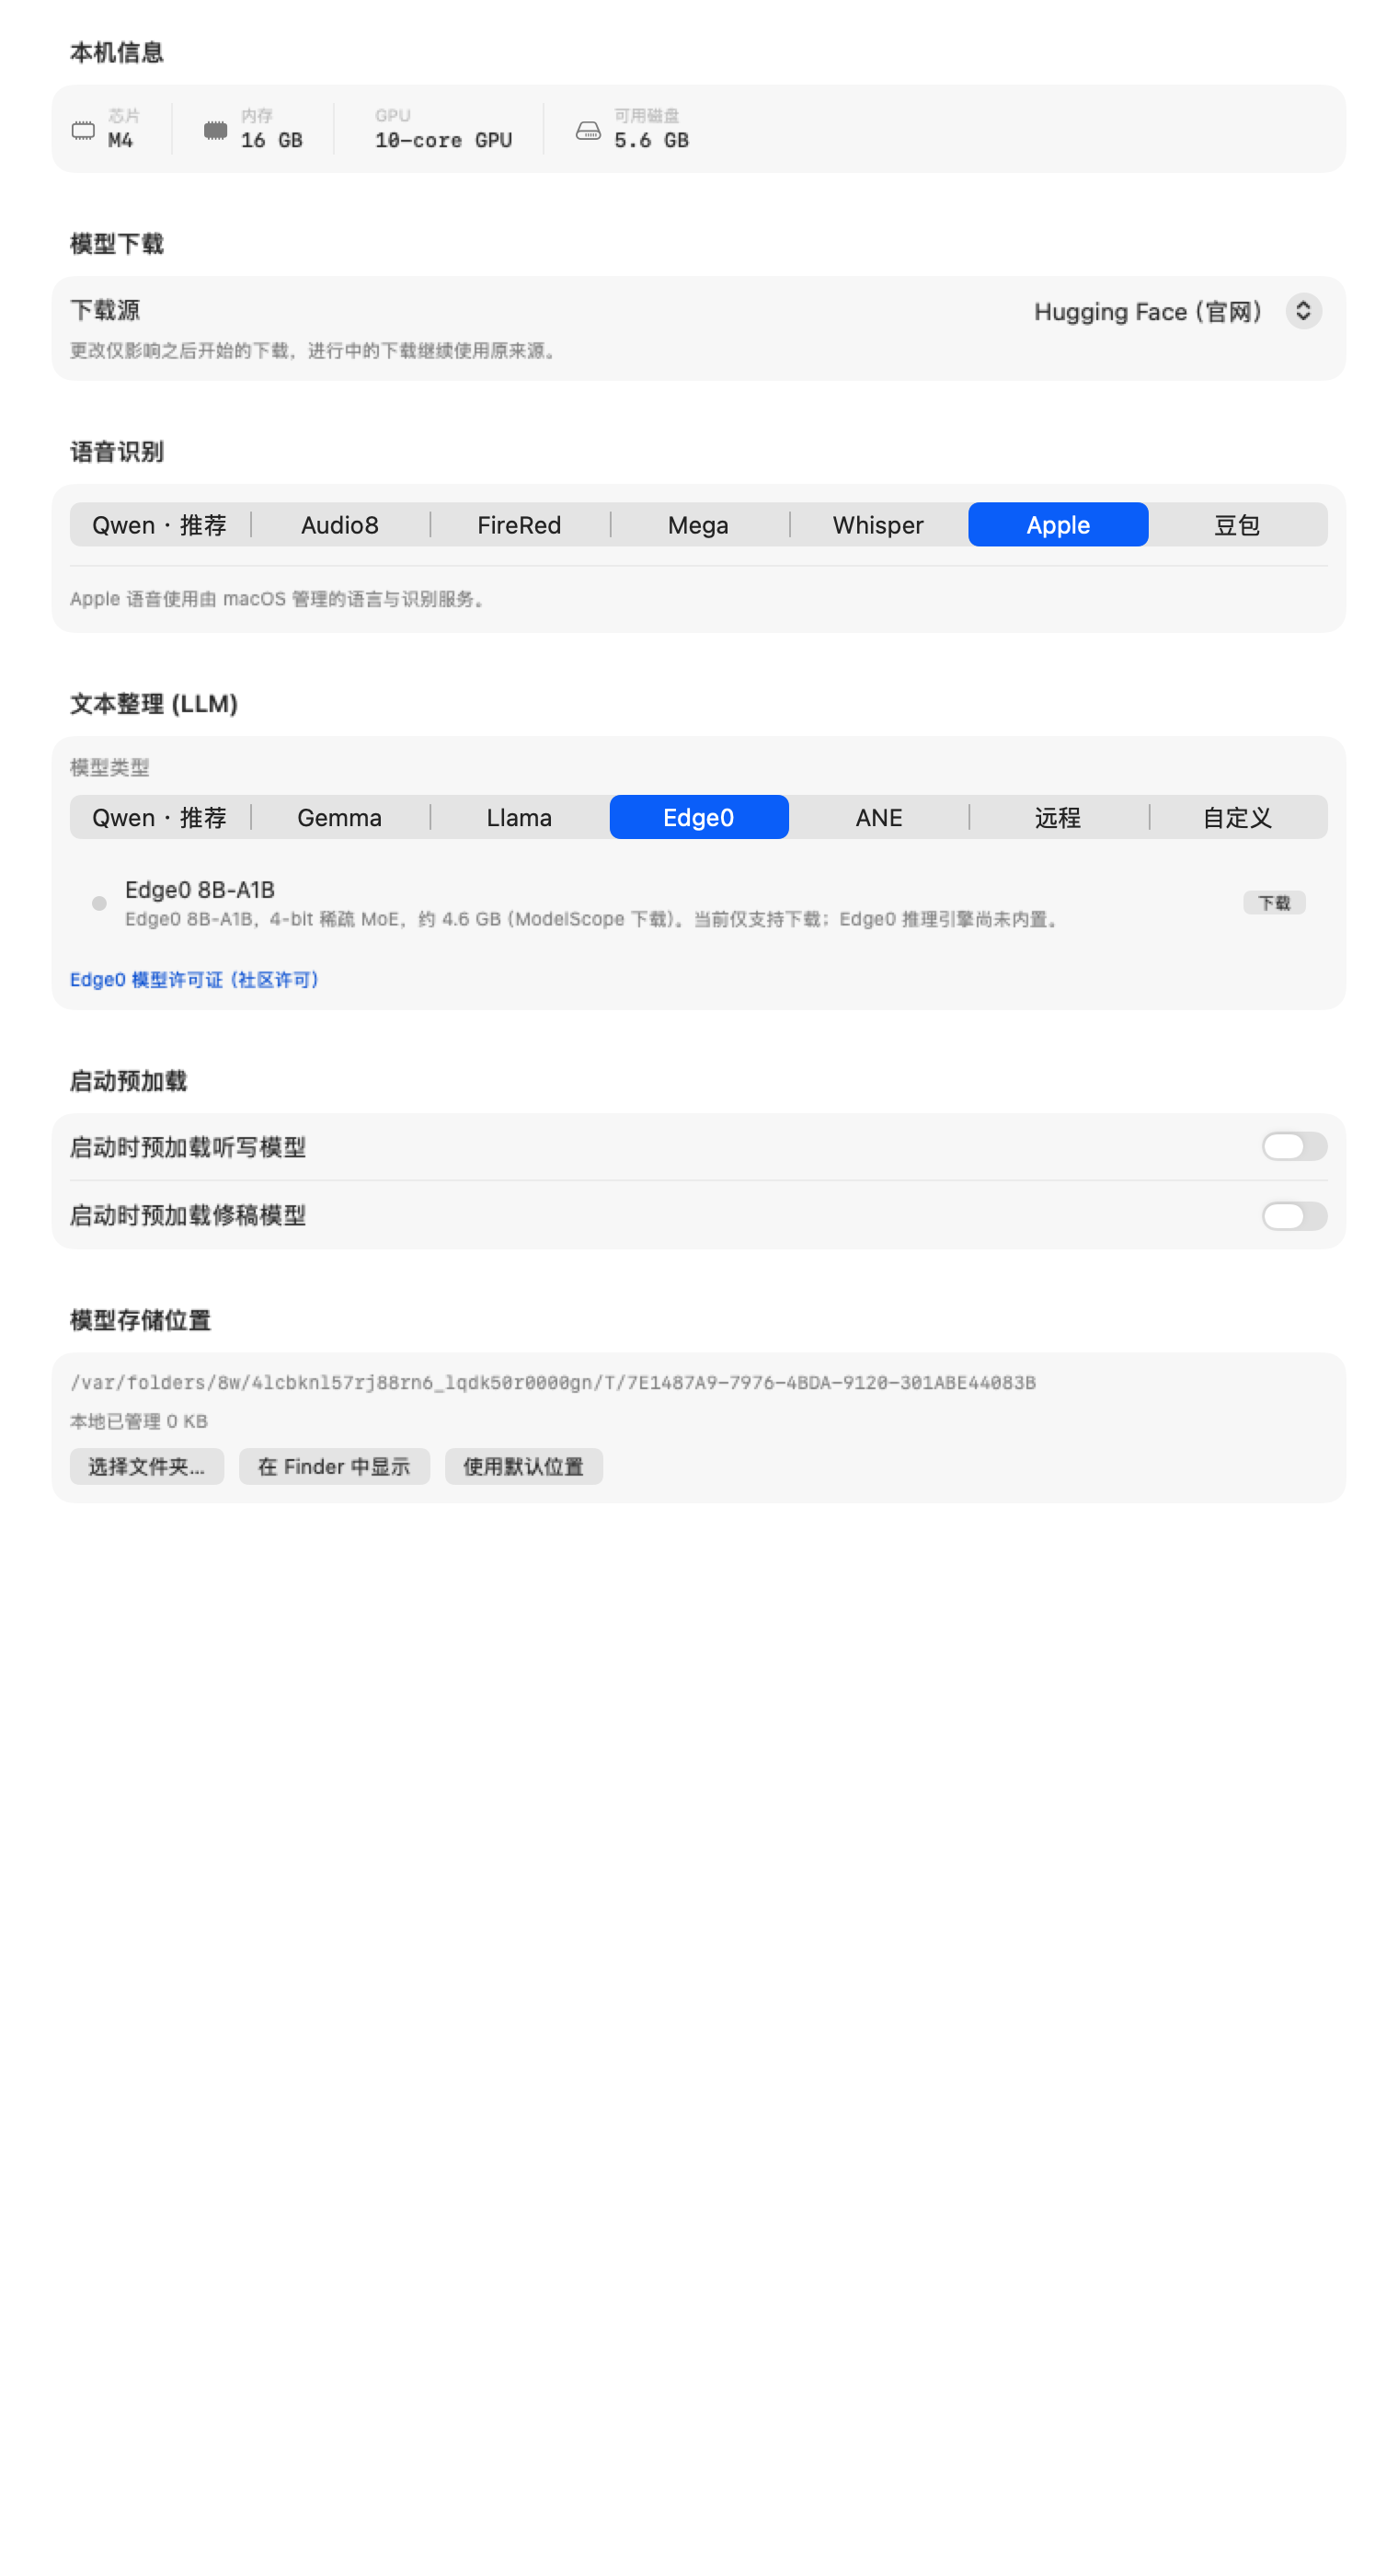 本机信息
芯片
M4
内存
16 GB
GPU
10-core GPU
可用磁盘
5.6 GB
模型下载
下载源
Hugging Face (官网)
更改仅影响之后开始的下载，进行中的下载继续使用原来源。
语音识别
Qwen · 推荐
Audio8
FireRed
Mega
Whisper
Apple
豆包
Apple 语音使用由 macOS 管理的语言与识别服务。
文本整理 (LLM)
模型类型
Qwen · 推荐
Gemma
Llama
Edge0
ANE
远程
自定义
Edge0 8B-A1B
下载
Edge0 8B-A1B，4-bit 稀疏 MoE，约 4.6 GB (ModelScope 下载)。当前仅支持下载；Edge0 推理引擎尚未内置。
Edge0 模型许可证 (社区许可)
启动预加载
启动时预加载听写模型
启动时预加载修稿模型
模型存储位置
/var/folders/8w/4lcbknl57rj88rn6_lqdk50r0000gn/T/7E1487A9-7976-4BDA-9120-301ABE44083B
本地已管理 0 KB
选择文件夹...
在 Finder 中显示
使用默认位置